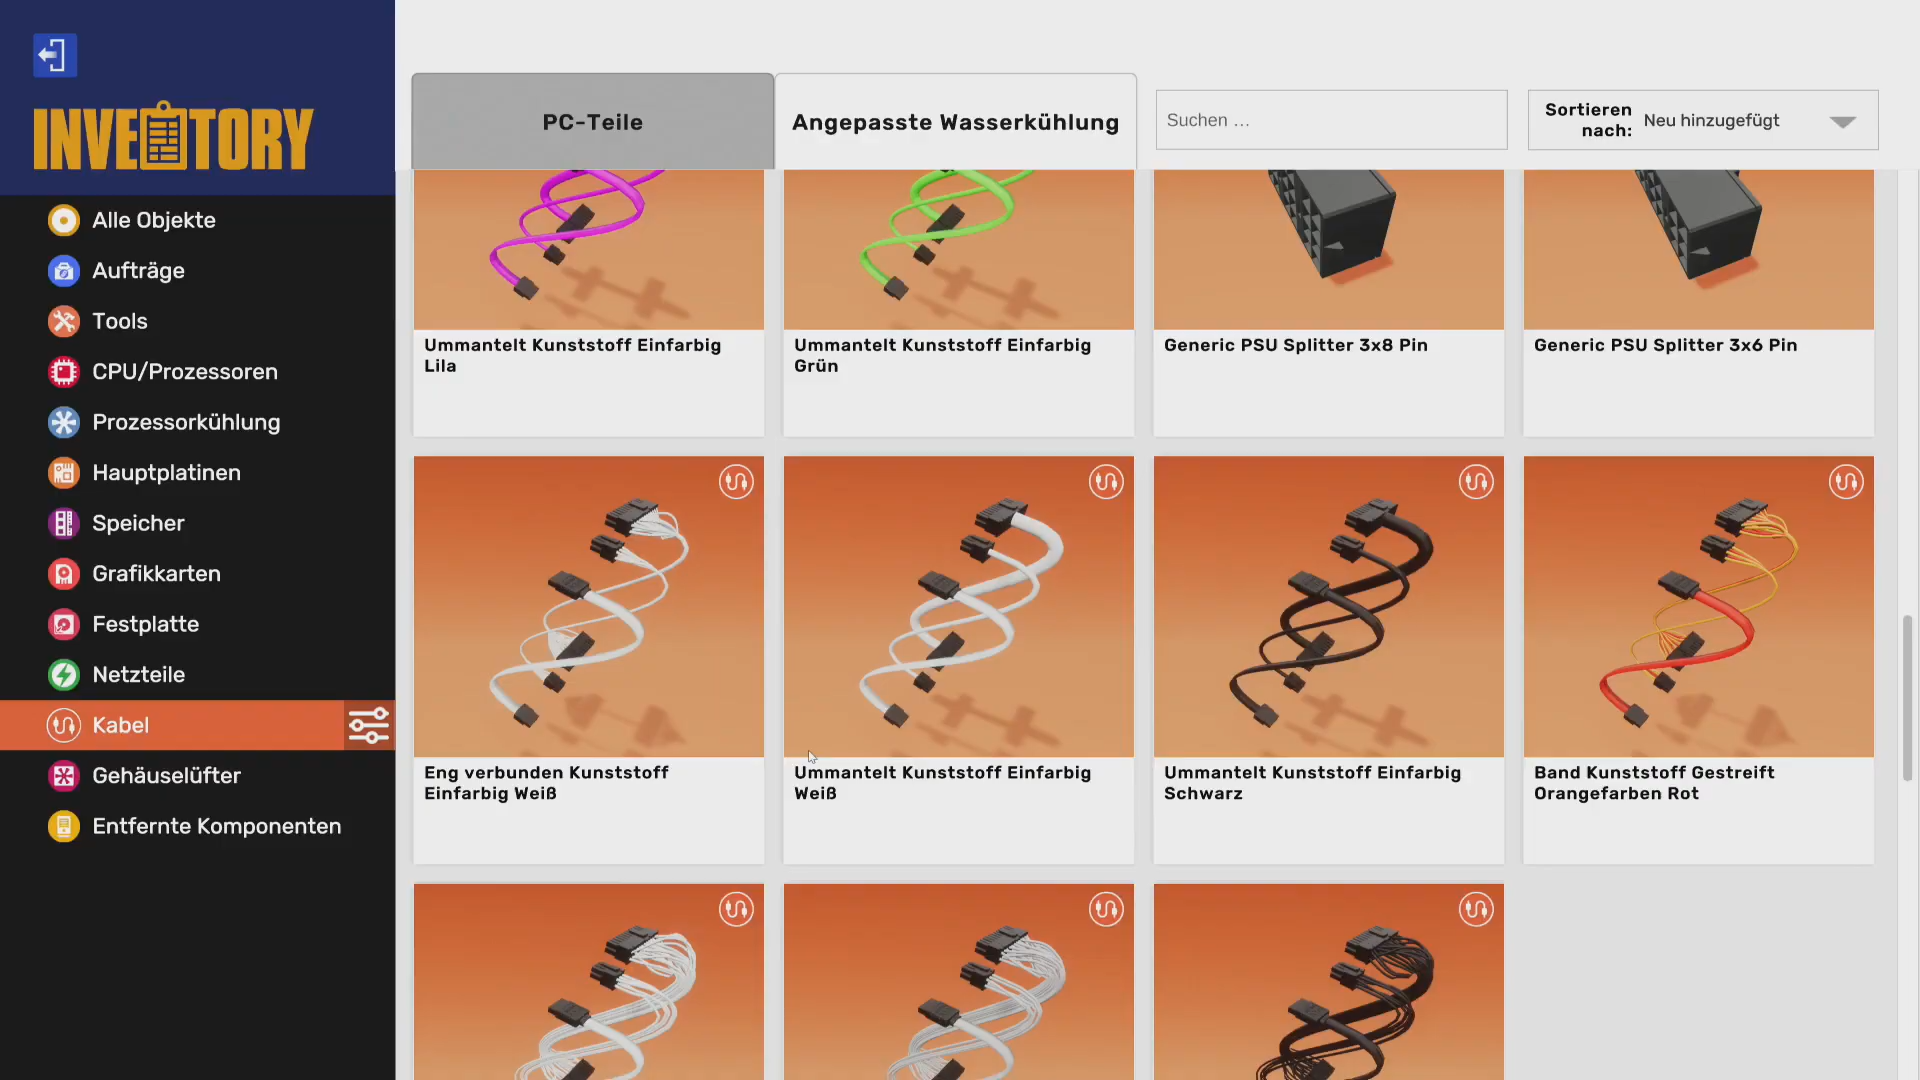 INVENTORY
Alle Objekte
Aufträge
Tools
CPU/Prozessoren
Prozessorkühlung
Hauptplatinen
Speicher
Grafikkarten
Festplatte
Netzteile
Kabel
Gehäuselüfter
Entfernte Komponenten
PC-Teile
Angepasste Wasserkühlung
Suchen ...
Sortieren
nach:
Neu hinzugefügt
Ummantelt Kunststoff Einfarbig
Lila
Ummantelt Kunststoff Einfarbig
Grün
Generic PSU Splitter 3x8 Pin
Generic PSU Splitter 3x6 Pin
Eng verbunden Kunststoff
Einfarbig Weiß
Ummantelt Kunststoff Einfarbig
Weiß
Ummantelt Kunststoff Einfarbig
Schwarz
Band Kunststoff Gestreift
Orangefarben Rot